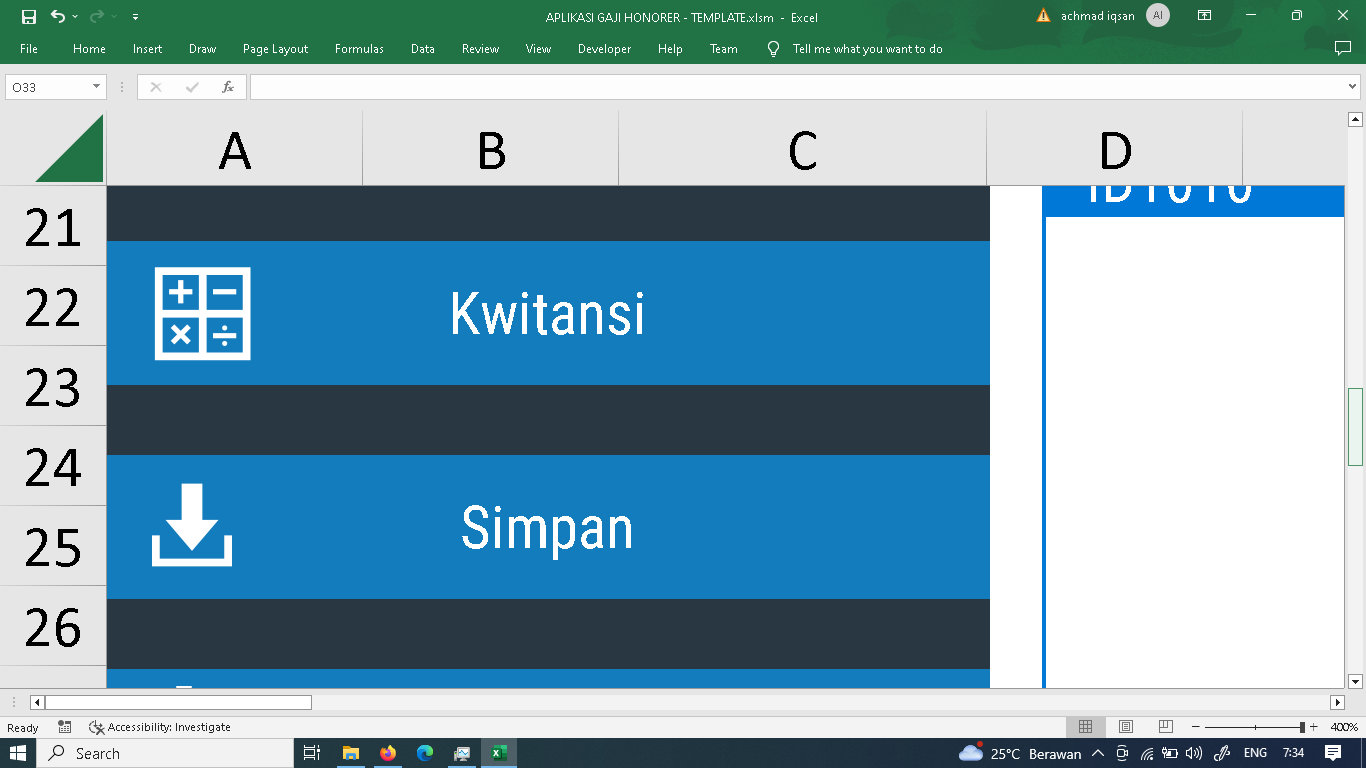 APLIKASI GAJI HONORER - TEMPLATE.xlsm - Excel
achmad iqsan
AI
File Home Insert Draw Page Layout Formulas Data Review View Developer Help Team Tell me what you want to do
O33
fx
A B C D
21
22
23
24
25
26
ID1010
Kwitansi
Simpan
Ready
Accessibility: Investigate
400%
Search
25°C Berawan
ENG
7:34